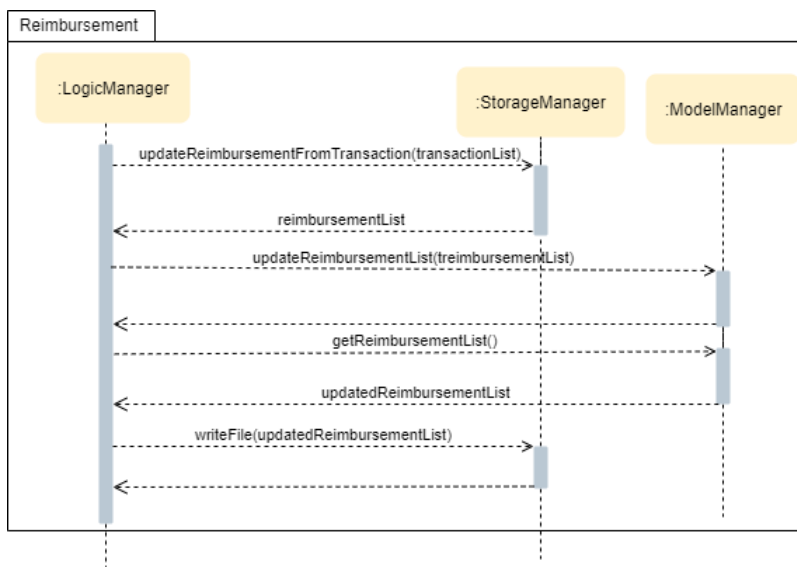 Reimbursement
:LogicManager
:StorageManager
:ModelManager
updateReimbursementFromTransaction(transactionList)
reimbursementList
updateReimbursementList(treimbursementList)
getReimbursementList()
updatedReimbursementList
writeFile(updatedReimbursementList)